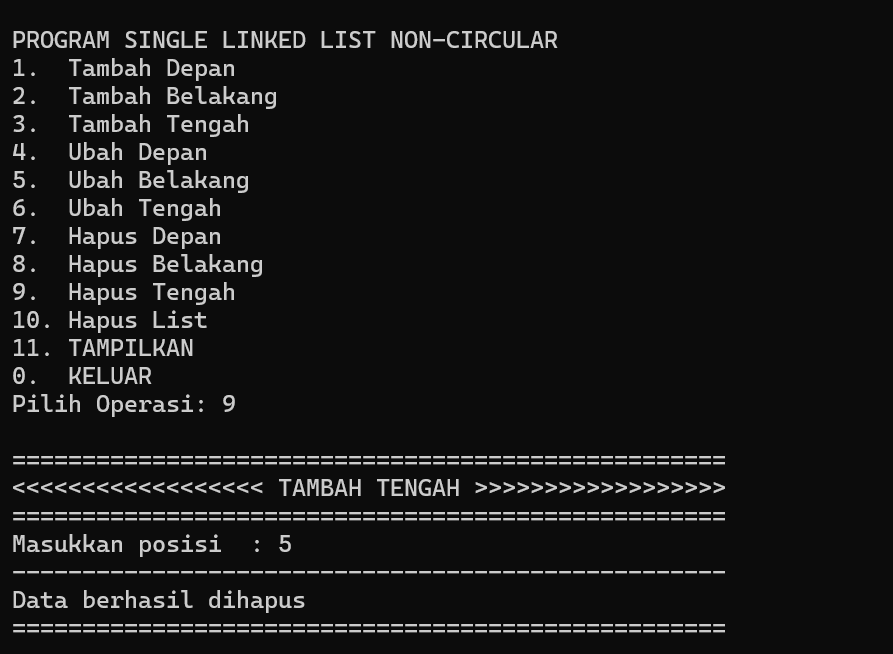 PROGRAM SINGLE LINKED LIST NON-CIRCULAR
1.  Tambah Depan
2.  Tambah Belakang
3.  Tambah Tengah
4.  Ubah Depan
5.  Ubah Belakang
6.  Ubah Tengah
7.  Hapus Depan
8.  Hapus Belakang
9.  Hapus Tengah
10. Hapus List
11. TAMPILKAN
0.  KELUAR
Pilih Operasi: 9
===================================================
<<<<<<<<<<<<<<<<<< TAMBAH TENGAH >>>>>>>>>>>>>>>>>>
===================================================
Masukkan posisi  : 5
---------------------------------------------------
Data berhasil dihapus
===================================================